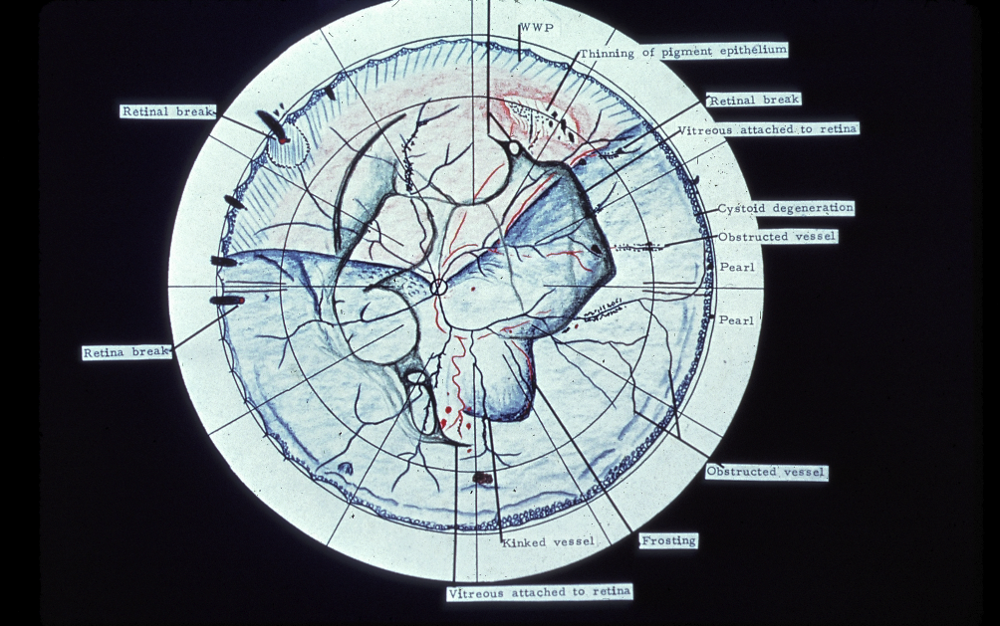 WWP
Thinning of pigment epithelium
Retinal break
Retinal break
Vitreous attached to retina
Cystoid degeneration
Obstructed vessel
Pearl
Pearl
Retina break
Obstructed vessel
Kinked vessel
Frosting
Vitreous attached to retina